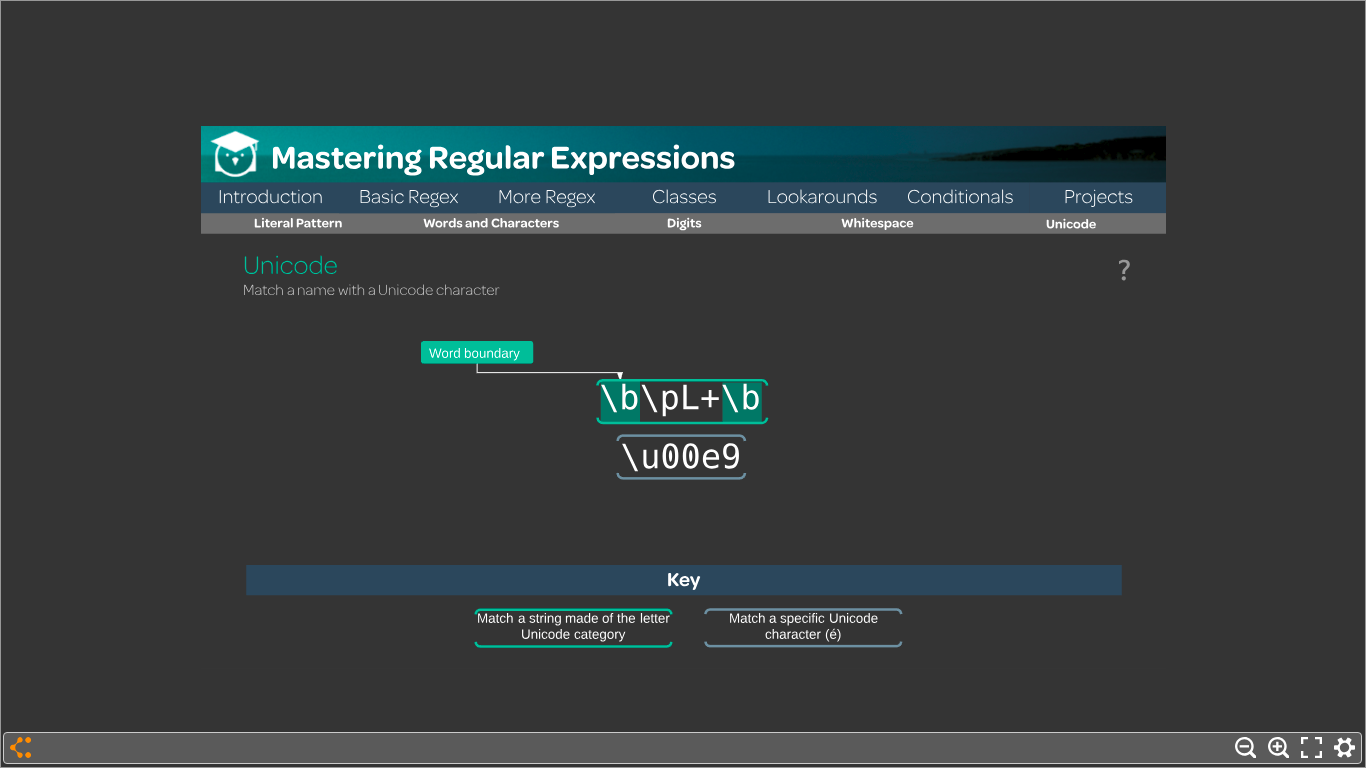 Mastering Regular Expressions
Introduction Basic Regex More Regex Classes Lookarounds Conditionals Projects
Literal Pattern Words and Characters Digits Whitespace Unicode
Unicode
?
Match a name with a Unicode character
Word boundary
\b\pL+\b
\u00e9
Key
Match a string made of the letter
Unicode category
Match a specific Unicode
character (é)